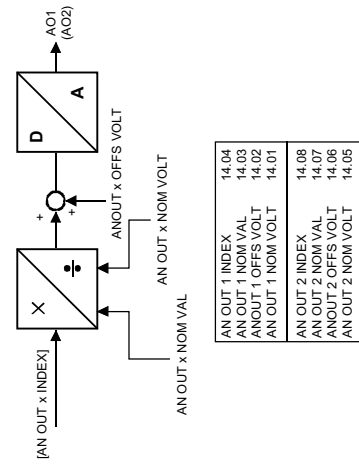 [AN OUT x INDEX]
X
÷
AN OUT x NOM VAL
AN OUT x NOM VOLT
+
+
ANOUT x OFFS VOLT
D
A
AO1
(AO2)
AN OUT 1 INDEX 14.04
AN OUT 1 NOM VAL 14.03
ANOUT 1 OFFS VOLT 14.02
AN OUT 1 NOM VOLT 14.01
AN OUT 2 INDEX 14.08
AN OUT 2 NOM VAL 14.07
ANOUT 2 OFFS VOLT 14.06
AN OUT 2 NOM VOLT 14.05